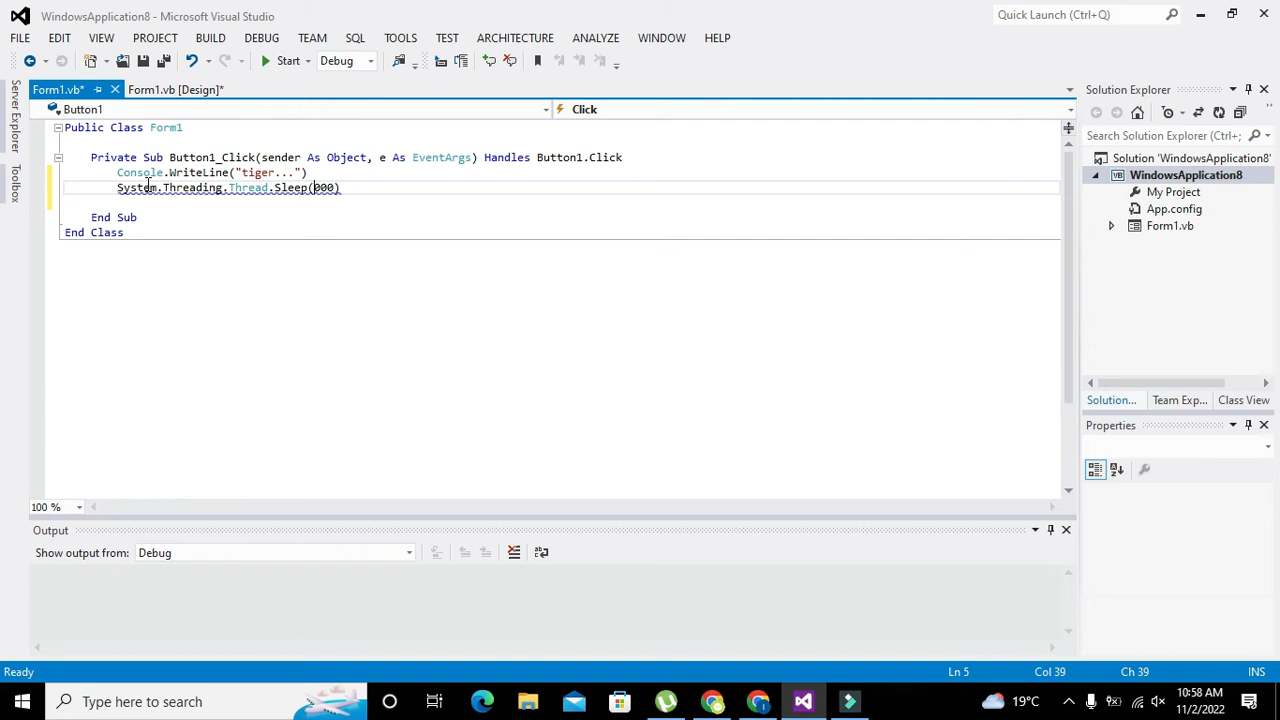 WindowsApplication8 - Microsoft Visual Studio
Quick Launch (Ctrl+Q)
FILE EDIT VIEW PROJECT BUILD DEBUG TEAM SQL TOOLS TEST ARCHITECTURE ANALYZE WINDOW HELP
Start Debug
Server Explorer
Toolbox
Form1.vb* Form1.vb [Design]*
Button1 Click
Public Class Form1
Private Sub Button1_Click(sender As Object, e As EventArgs) Handles Button1.Click
Console.WriteLine("tiger...")
System.Threading.Thread.Sleep(000)
End Sub
End Class
100 %
Solution Explorer
Search Solution Explorer (Ctrl+;
Solution 'WindowsApplication8'
WindowsApplication8
My Project
App.config
Form1.vb
Solution... Team Exp... Class View
Properties
Output
Show output from: Debug
Ready Ln 5 Col 39 Ch 39 INS
Type here to search
19°C
10:58 AM
11/2/2022